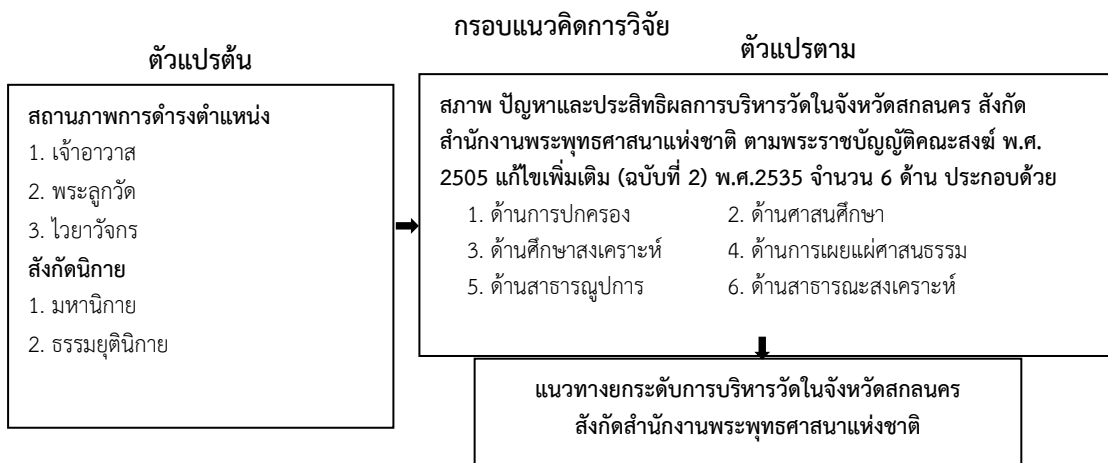 กรอบแนวคิดการวิจัย
ตัวแปรต้น
ตัวแปรตาม
สถานภาพการดำรงตำแหน่ง
1. เจ้าอาวาส
2. พระลูกวัด
3. ไวยาวัจกร
สังกัดนิกาย
1. มหานิกาย
2. ธรรมยุตินิกาย
สภาพ ปัญหาและประสิทธิผลการบริหารวัดในจังหวัดสกลนคร สังกัด
สำนักงานพระพุทธศาสนาแห่งชาติ ตามพระราชบัญญัติคณะสงฆ์ พ.ศ.
2505 แก้ไขเพิ่มเติม (ฉบับที่ 2) พ.ศ.2535 จำนวน 6 ด้าน ประกอบด้วย
1. ด้านการปกครอง 2. ด้านศาสนศึกษา
3. ด้านศึกษาสงเคราะห์ 4. ด้านการเผยแผ่ศาสนธรรม
5. ด้านสาธารณูปการ 6. ด้านสาธารณะสงเคราะห์
แนวทางยกระดับการบริหารวัดในจังหวัดสกลนคร
สังกัดสำนักงานพระพุทธศาสนาแห่งชาติ